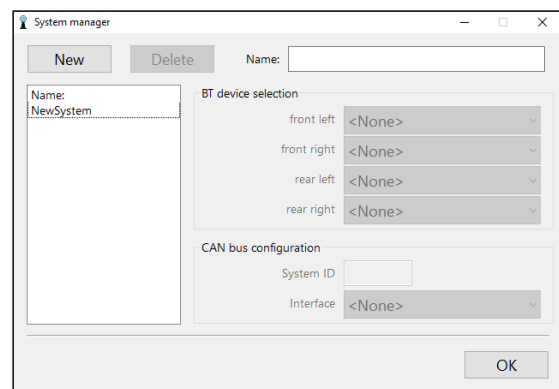 System manager
New
Delete
Name:
Name:
NewSystem
BT device selection
front left <None>
front right <None>
rear left <None>
rear right <None>
CAN bus configuration
System ID
Interface <None>
OK